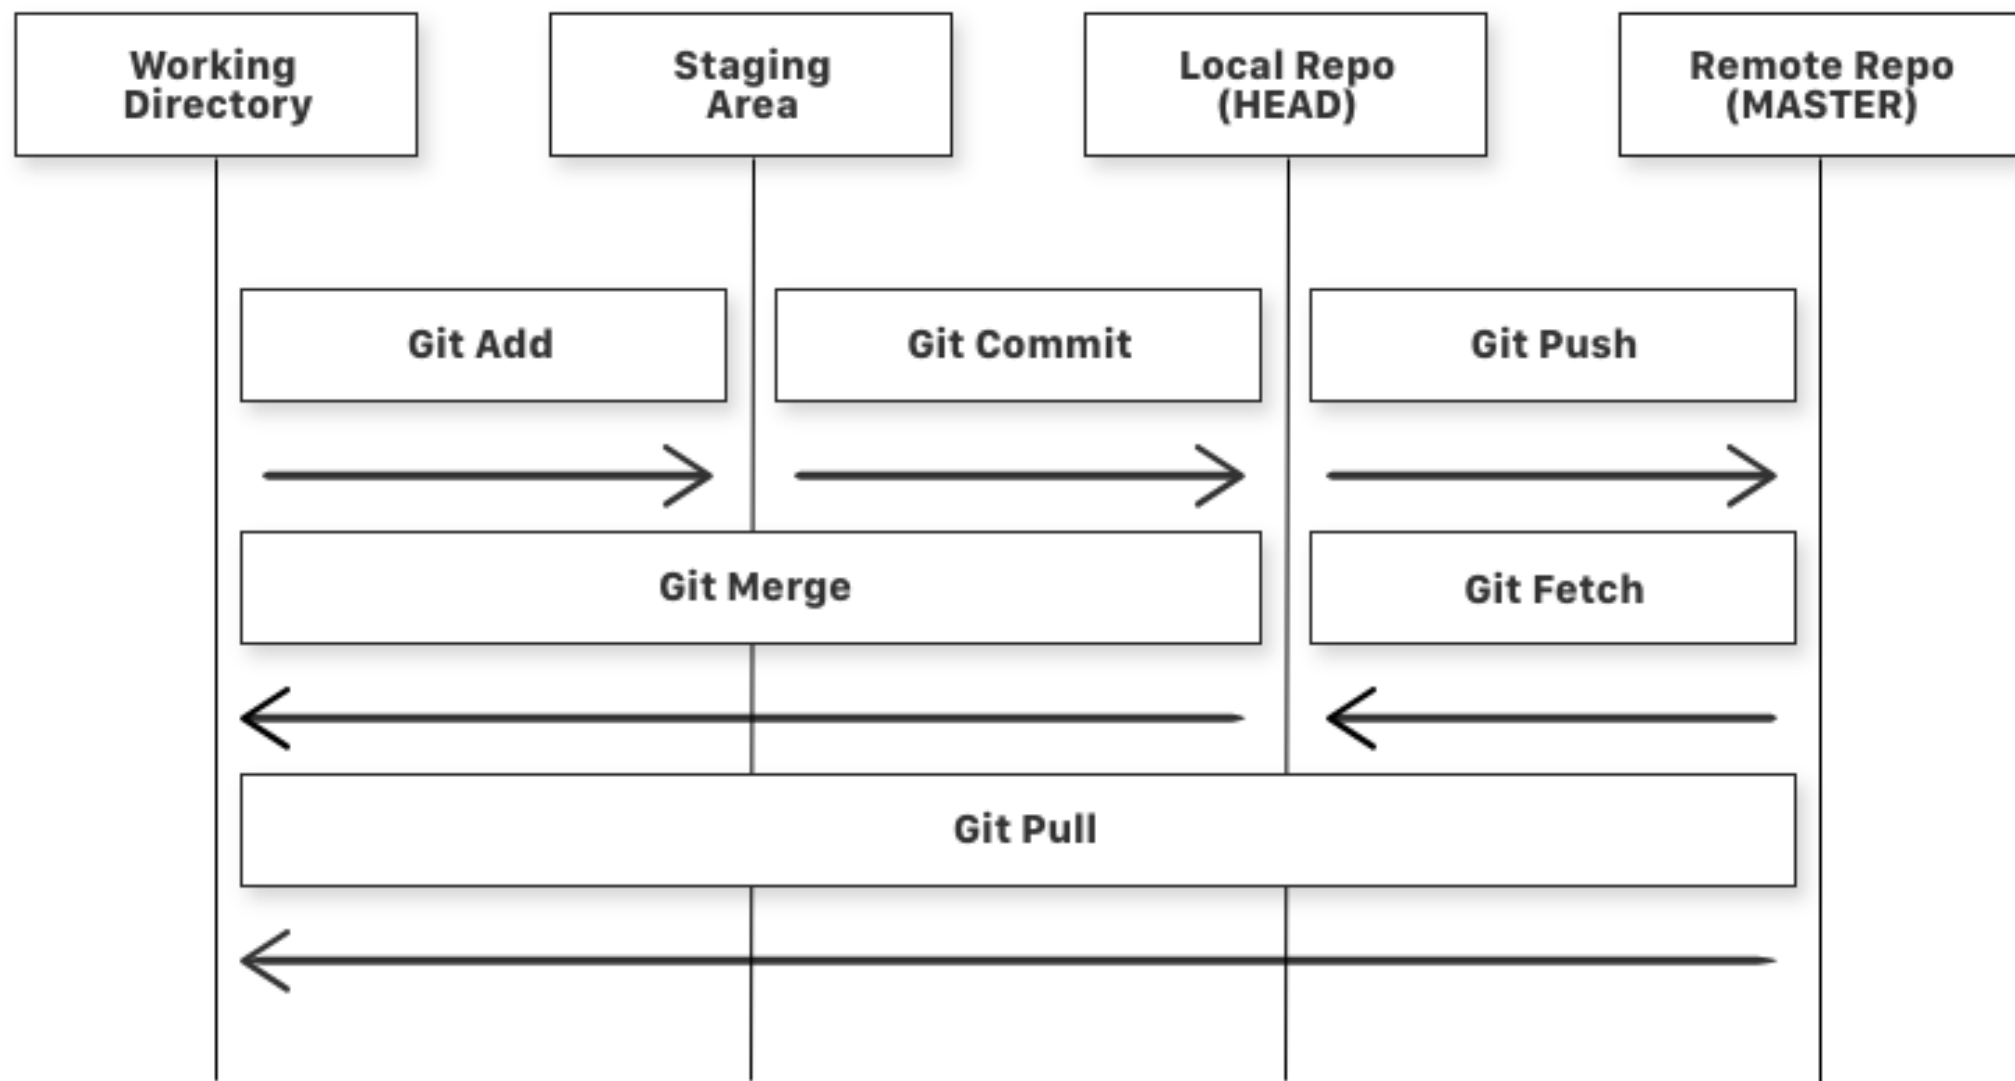 Working
Directory
Staging
Area
Local Repo
(HEAD)
Remote Repo
(MASTER)
Git Add
Git Commit
Git Push
Git Merge
Git Fetch
Git Pull